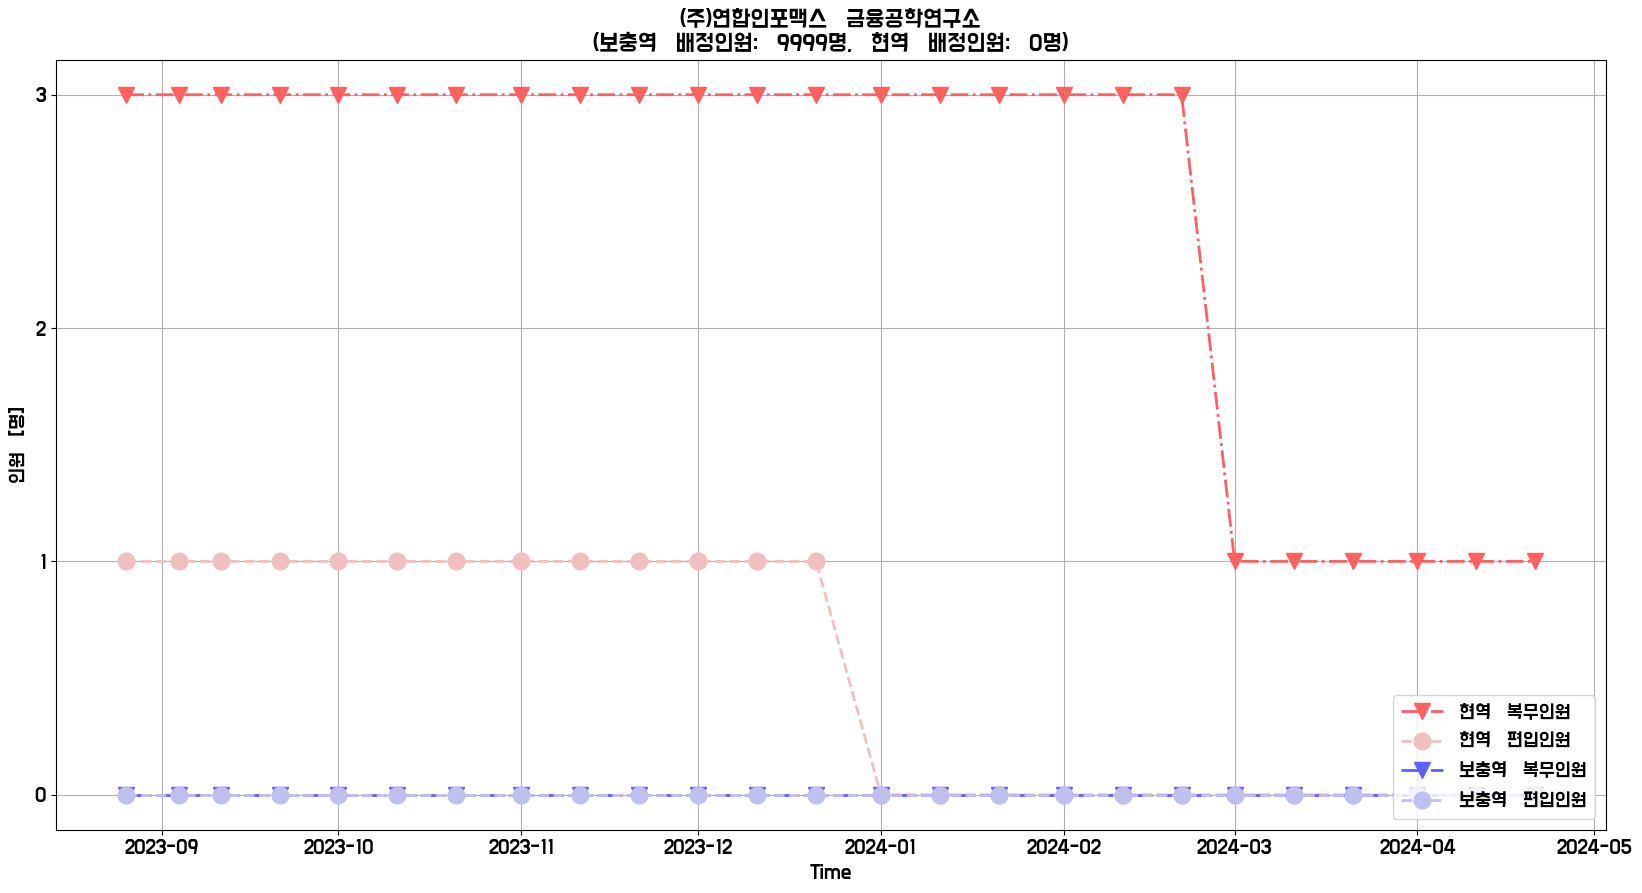 (주)연합인포맥스 금융공학연구소
(보충역 배정인원: 9999명, 현역 배정인원: 0명)
3
2
1
0
인원 [명]
2023-09 2023-10 2023-11 2023-12 2024-01 2024-02 2024-03 2024-04 2024-05
Time
현역 복무인원
현역 편입인원
보충역 복무인원
보충역 편입인원